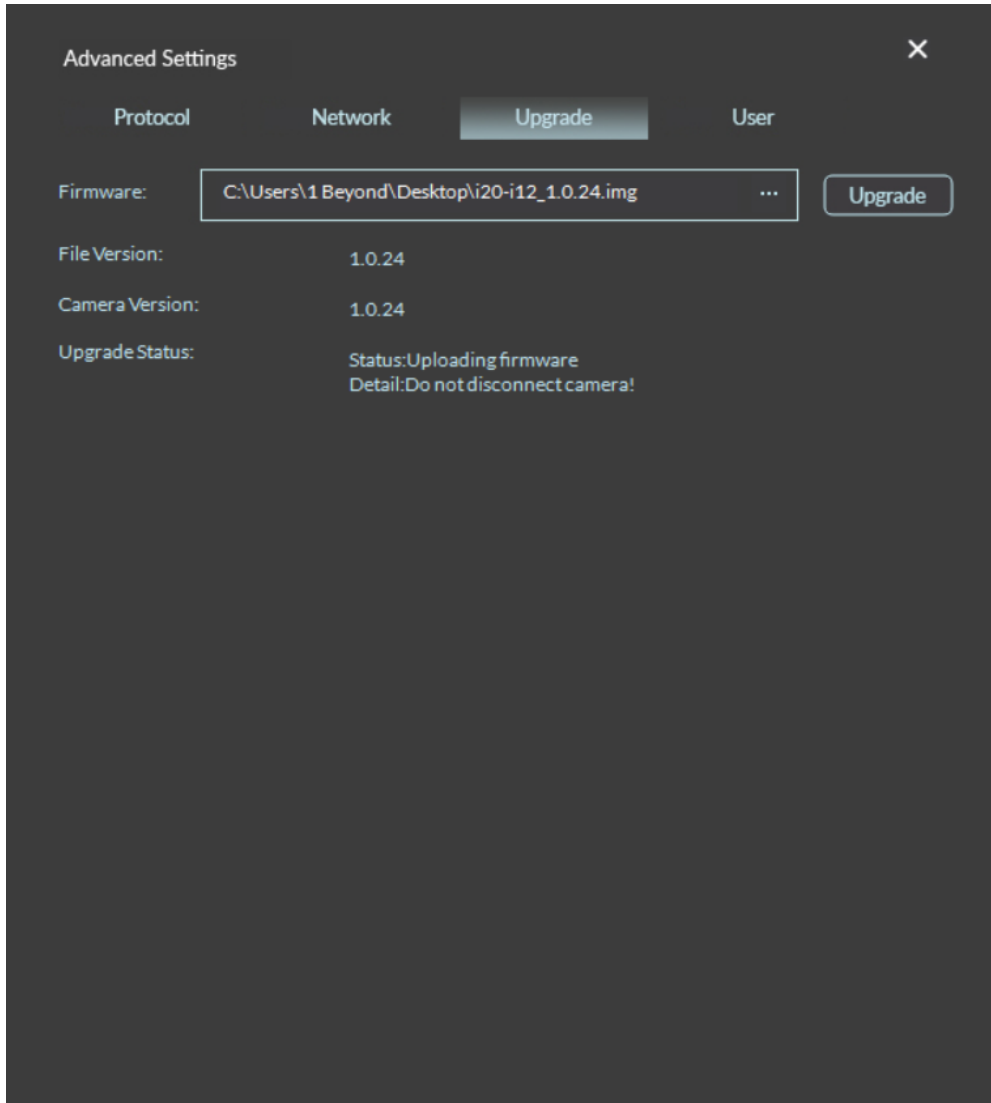 Advanced Settings
Protocol Network Upgrade User
Firmware: C:\Users\1 Beyond\Desktop\i20-i12_1.0.24.img ... Upgrade
File Version: 1.0.24
Camera Version: 1.0.24
Upgrade Status: Status:Uploading firmware
Detail:Do not disconnect camera!